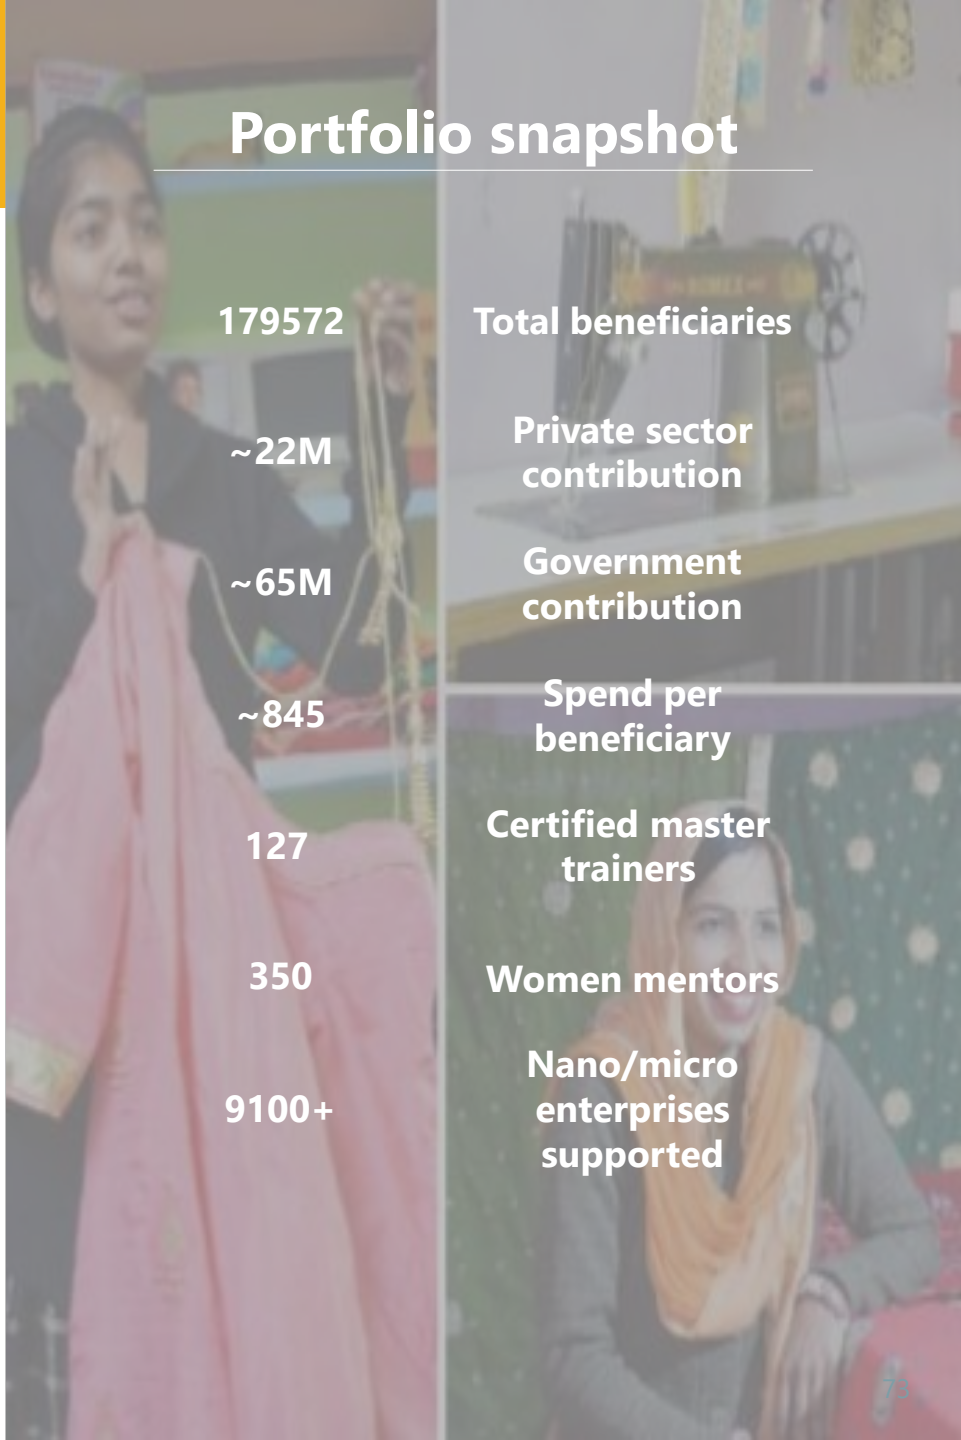 Portfolio snapshot
179572 Total beneficiaries
~22M Private sector
contribution
~65M Government
contribution
~845 Spend per
beneficiary
127 Certified master
trainers
350 Women mentors
9100+ Nano/micro
enterprises
supported
73